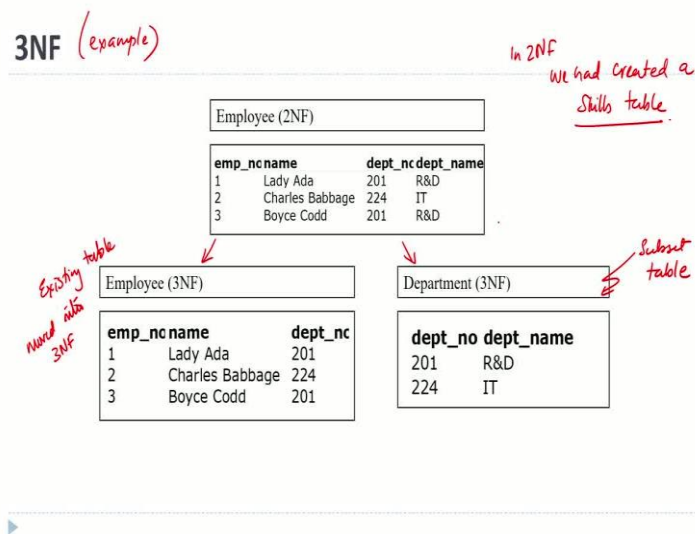 3NF (example)
In 2NF
we had created a
Skills table
Employee (2NF)
emp_no name dept_no dept_name
1 Lady Ada 201 R&D
2 Charles Babbage 224 IT
3 Boyce Codd 201 R&D
Existing table
moved into
3NF
Subset
table
Employee (3NF)
Department (3NF)
emp_no name dept_no
1 Lady Ada 201
2 Charles Babbage 224
3 Boyce Codd 201
dept_no dept_name
201 R&D
224 IT